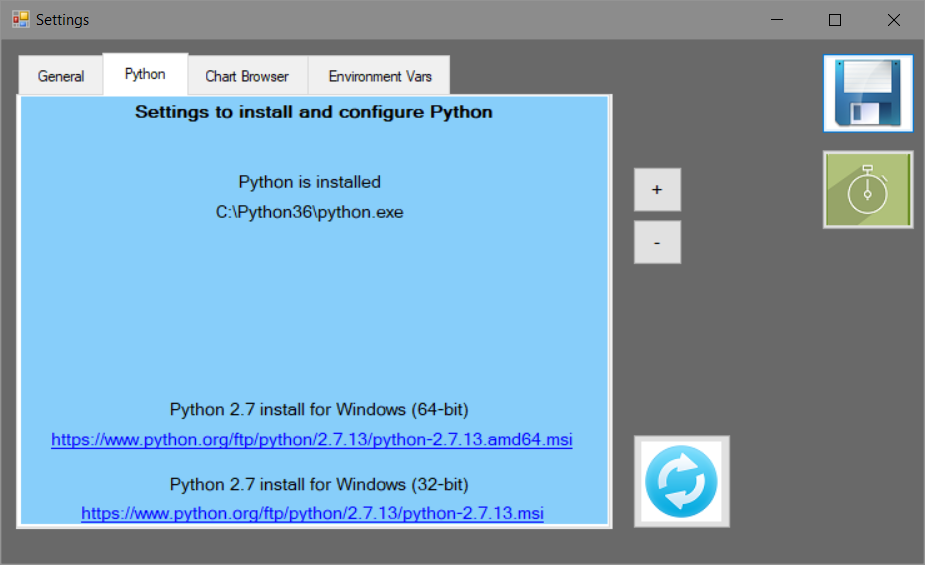 Settings
General
Python
Chart Browser
Environment Vars
Settings to install and configure Python
Python is installed
C:\Python36\python.exe
+
-
Python 2.7 install for Windows (64-bit)
https://www.python.org/ftp/python/2.7.13/python-2.7.13.amd64.msi
Python 2.7 install for Windows (32-bit)
https://www.python.org/ftp/python/2.7.13/python-2.7.13.msi